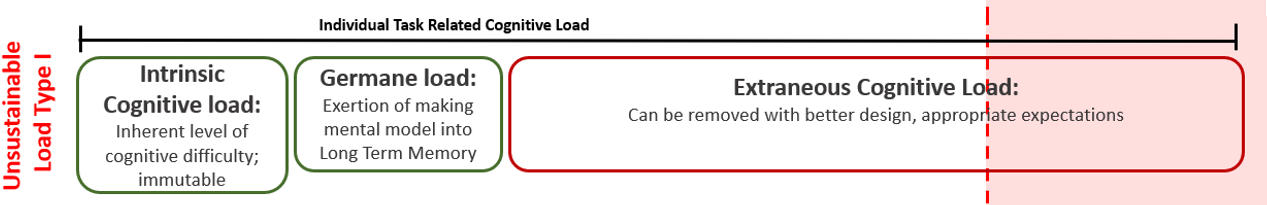 Individual Task Related Cognitive Load
Unsustainable
Load Type I
Intrinsic
Cognitive load:
Inherent level of
cognitive difficulty;
immutable
Germane load:
Exertion of making
mental model into
Long Term Memory
Extraneous Cognitive Load:
Can be removed with better design, appropriate expectations